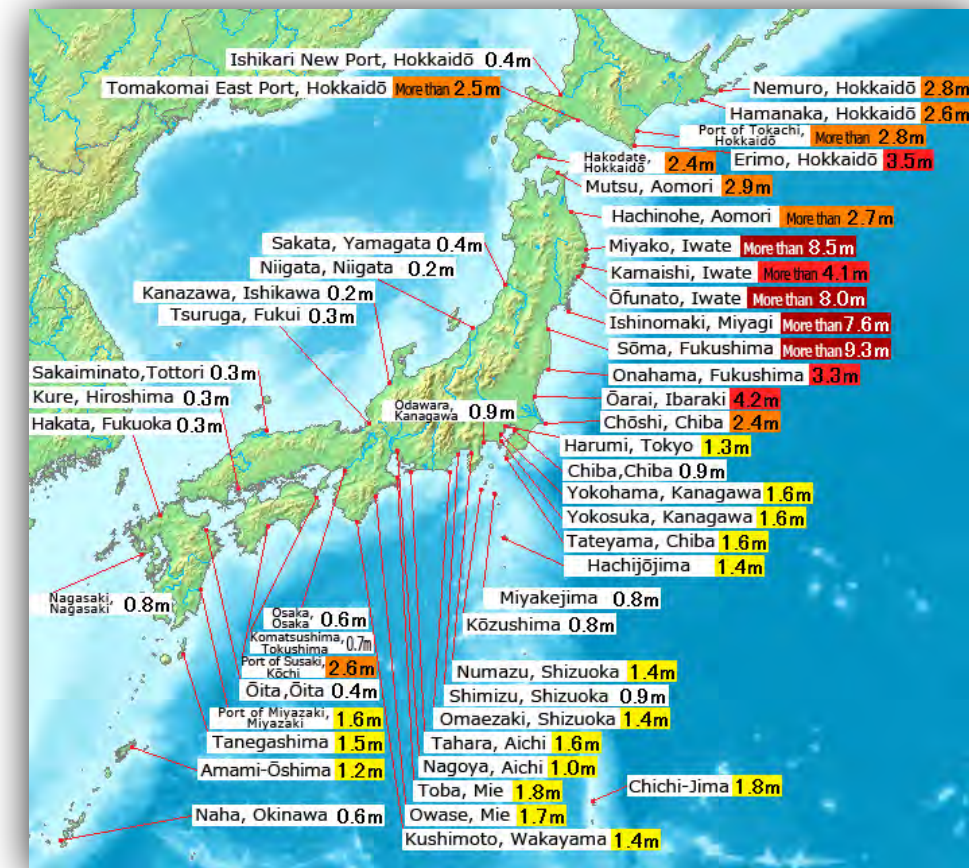 Ishikari New Port, Hokkaidō 0.4m
Tomakomai East Port, Hokkaidō More than 2.5m
Nemuro, Hokkaidō 2.8m
Hamanaka, Hokkaidō 2.6m
Port of Tokachi, Hokkaidō More than 2.8m
Erimo, Hokkaidō 3.5m
Hakodate, Hokkaidō 2.4m
Mutsu, Aomori 2.9m
Hachinohe, Aomori More than 2.7m
Miyako, Iwate More than 8.5m
Kamaishi, Iwate More than 4.1m
Ōfunato, Iwate More than 8.0m
Ishinomaki, Miyagi More than 7.6m
Sōma, Fukushima More than 9.3m
Onahama, Fukushima 3.3m
Ōarai, Ibaraki 4.2m
Chōshi, Chiba 2.4m
Sakata, Yamagata 0.4m
Niigata, Niigata 0.2m
Kanazawa, Ishikawa 0.2m
Tsuruga, Fukui 0.3m
Sakaiminato,Tottori 0.3m
Kure, Hiroshima 0.3m
Hakata, Fukuoka 0.3m
Odawara, Kanagawa 0.9m
Harumi, Tokyo 1.3m
Chiba,Chiba 0.9m
Yokohama, Kanagawa 1.6m
Yokosuka, Kanagawa 1.6m
Tateyama, Chiba 1.6m
Hachijōjima 1.4m
Miyakejima 0.8m
Kōzushima 0.8m
Nagasaki, Nagasaki 0.8m
Osaka, Osaka 0.6m
Komatsushima, Tokushima 0.7m
Port of Susaki, Kōchi 2.6m
Ōita,Ōita 0.4m
Port of Miyazaki, Miyazaki 1.6m
Tanegashima 1.5m
Amami-Ōshima 1.2m
Naha, Okinawa 0.6m
Numazu, Shizuoka 1.4m
Shimizu, Shizuoka 0.9m
Omaezaki, Shizuoka 1.4m
Tahara, Aichi 1.6m
Nagoya, Aichi 1.0m
Toba, Mie 1.8m
Owase, Mie 1.7m
Kushimoto, Wakayama 1.4m
Chichi-Jima 1.8m